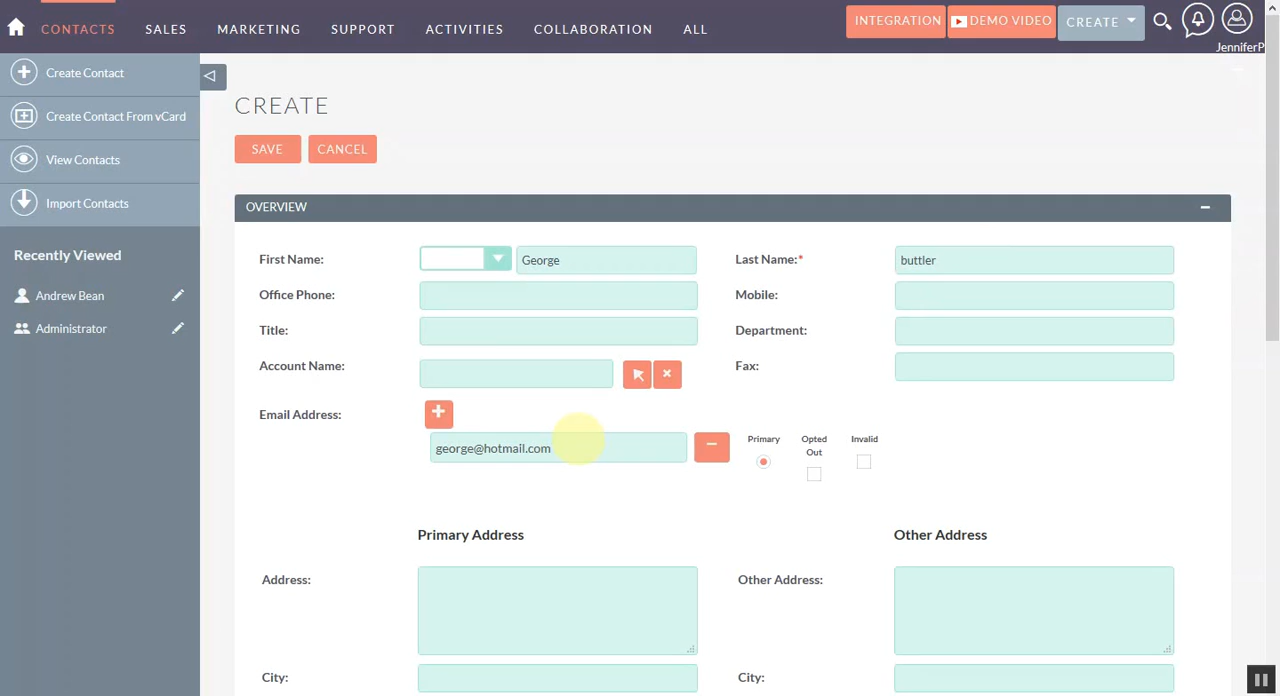 CONTACTS SALES MARKETING SUPPORT ACTIVITIES COLLABORATION ALL INTEGRATION DEMO VIDEO CREATE
JenniferP
Create Contact
Create Contact From vCard
View Contacts
Import Contacts
Recently Viewed
Andrew Bean
Administrator
CREATE
SAVE CANCEL
OVERVIEW
First Name: George Last Name:* buttler
Office Phone: Mobile:
Title: Department:
Account Name: Fax:
Email Address:
george@hotmail.com Primary Opted Out Invalid
Primary Address Other Address
Address: Other Address:
City: City: